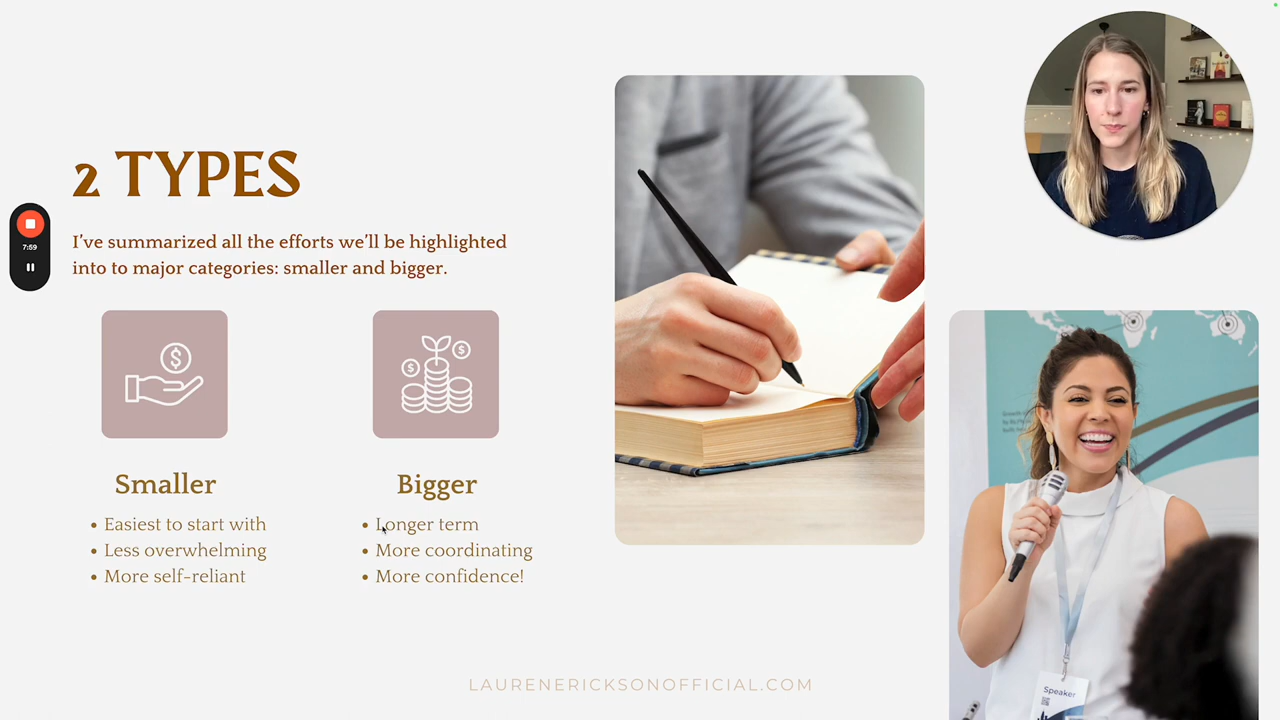 2 TYPES
I've summarized all the efforts we'll be highlighted
into to major categories: smaller and bigger.
7:59
Smaller
• Easiest to start with
• Less overwhelming
• More self-reliant
Bigger
• Longer term
• More coordinating
• More confidence!
Speaker
LAURENERICKSONOFFICIAL.COM